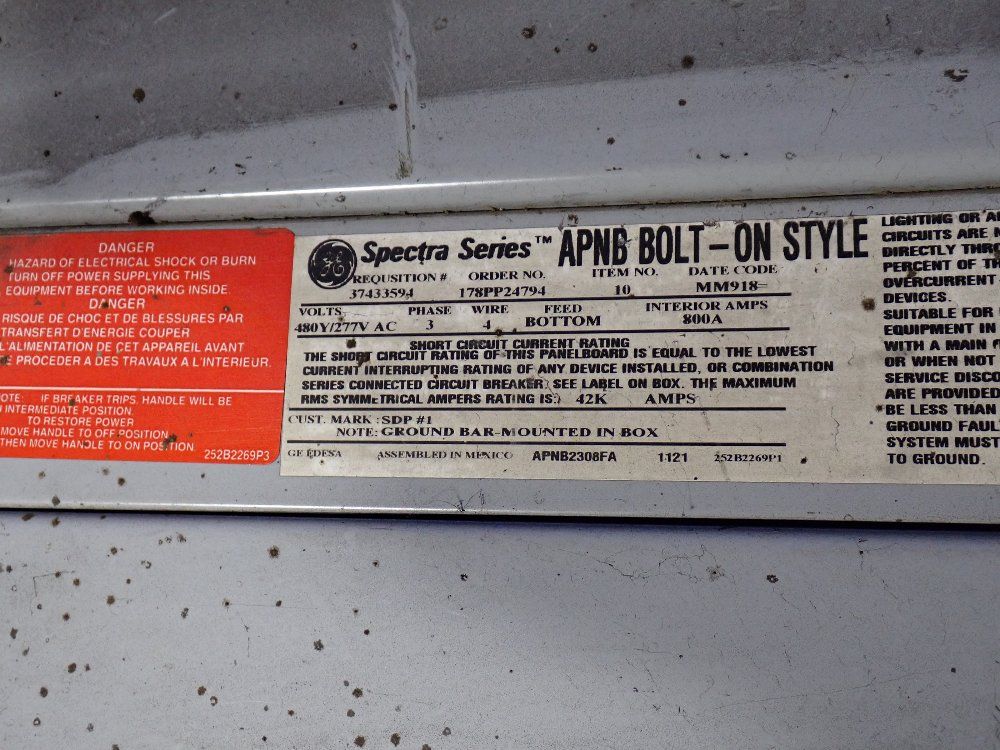 DANGER
HAZARD OF ELECTRICAL SHOCK OR BURN
TURN OFF POWER SUPPLYING THIS
EQUIPMENT BEFORE WORKING INSIDE.
DANGER
RISQUE DE CHOC ET DE BLESSURES PAR
TRANSFERT D'ENERGIE COUPER
L'ALIMENTATION DE CET APPAREIL AVANT
E PROCEDER A DES TRAVAUX A L'INTERIEUR.
NOTE: IF BREAKER TRIPS, HANDLE WILL BE
INTERMEDIATE POSITION.
TO RESTORE POWER
MOVE HANDLE TO OFF POSITION
THEN MOVE HANDLE TO ON POSITION.
252B2269P3
GE Spectra Series™ APNB BOLT-ON STYLE
REQUSITION # ORDER NO. ITEM NO. DATE CODE
37433594 178PP24794 10 MM918-
VOLTS PHASE WIRE FEED INTERIOR AMPS
480Y/277V AC 3 4 BOTTOM 800A
SHORT CIRCUIT CURRENT RATING
THE SHORT CIRCUIT RATING OF THIS PANELBOARD IS EQUAL TO THE LOWEST
CURRENT INTERRUPTING RATING OF ANY DEVICE INSTALLED, OR COMBINATION
SERIES CONNECTED CIRCUIT BREAKER: SEE LABEL ON BOX. THE MAXIMUM
RMS SYMMETRICAL AMPERS RATING IS: 42K AMPS
CUST. MARK : SDP #1
NOTE: GROUND BAR-MOUNTED IN BOX
GE EDESA ASSEMBLED IN MEXICO APNB2308FA 1121 252B2269P1
LIGHTING OR
CIRCUITS ARE
DIRECTLY
PERCENT OF
OVERCURRENT
DEVICES.
SUITABLE FOR
EQUIPMENT IN
WITH A MAIN
OR WHEN NOT
SERVICE
ARE PROVIDED
BE LESS THAN
GROUND
SYSTEM MUST
TO GROUND.